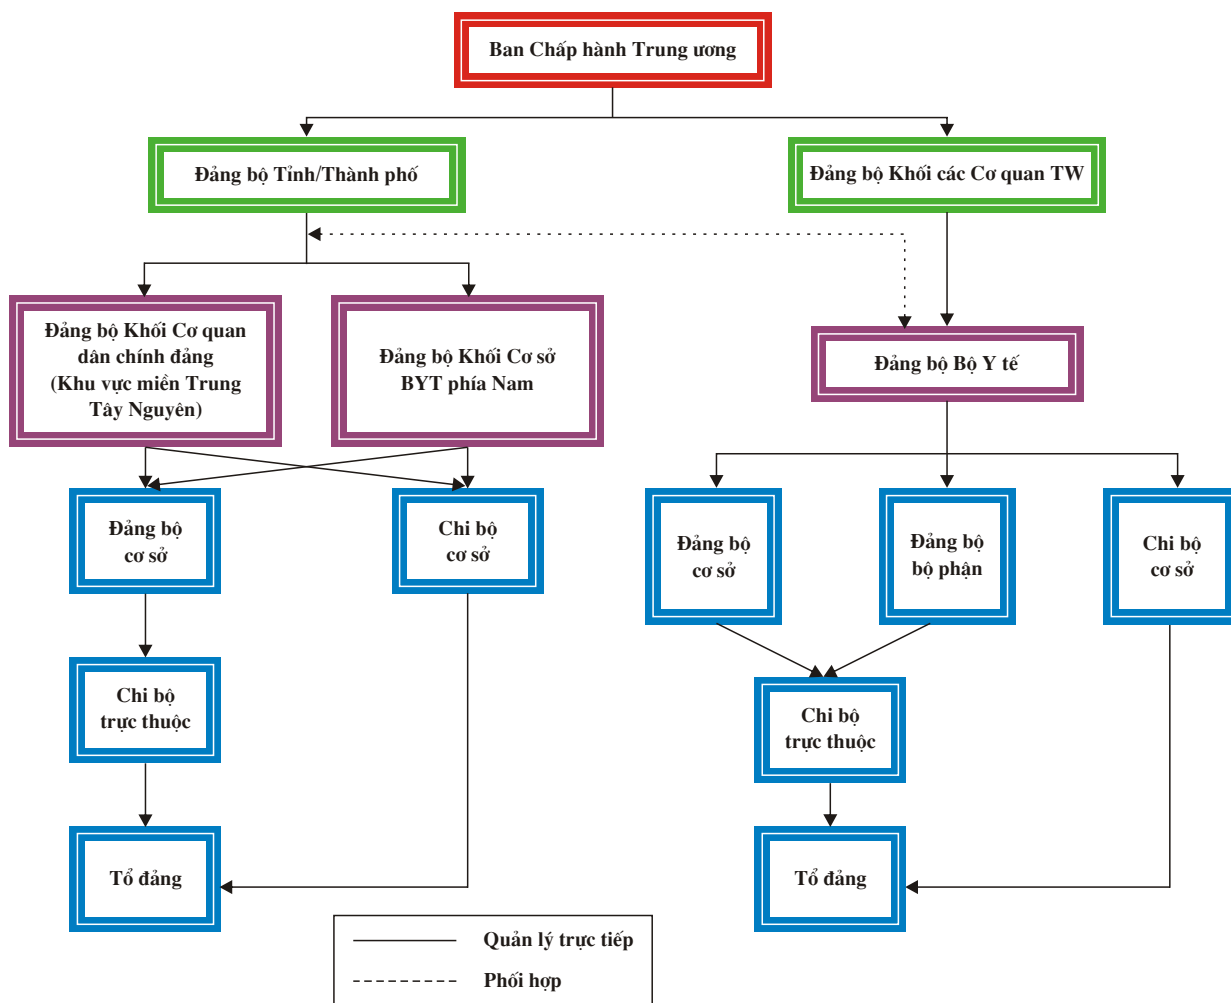 Ban Chấp hành Trung ương
Đảng bộ Tỉnh/Thành phố
Đảng bộ Khối các Cơ quan TW
Đảng bộ Khối Cơ quan
dân chính đảng
(Khu vực miền Trung
Tây Nguyên)
Đảng bộ Khối Cơ sở
BYT phía Nam
Đảng bộ Bộ Y tế
Đảng bộ
cơ sở
Chi bộ
cơ sở
Đảng bộ
cơ sở
Đảng bộ
bộ phận
Chi bộ
cơ sở
Chi bộ
trực thuộc
Chi bộ
trực thuộc
Tổ đảng
Tổ đảng
Quản lý trực tiếp
Phối hợp